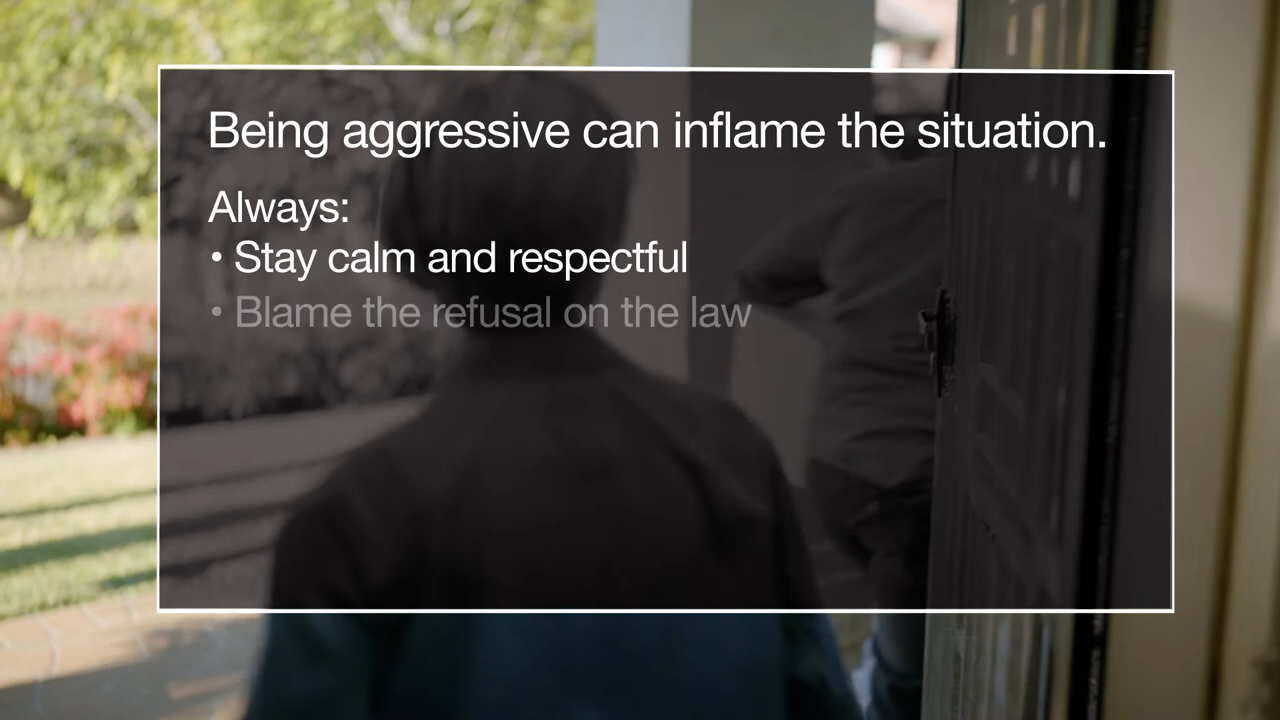 Being aggressive can inflame the situation.
Always:
• Stay calm and respectful
• Blame the refusal on the law